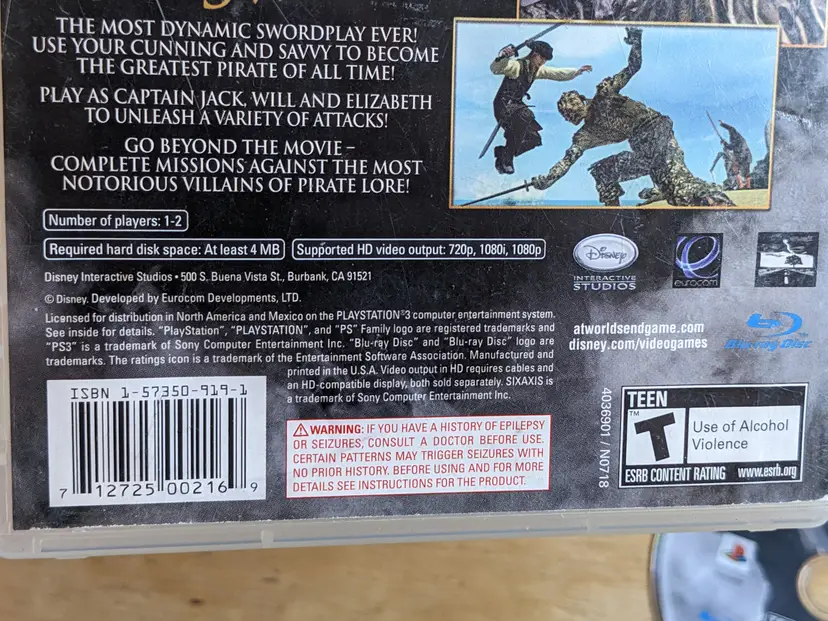 THE MOST DYNAMIC SWORDPLAY EVER!
USE YOUR CUNNING AND SAVVY TO BECOME
THE GREATEST PIRATE OF ALL TIME!
PLAY AS CAPTAIN JACK, WILL AND ELIZABETH
TO UNLEASH A VARIETY OF ATTACKS!
GO BEYOND THE MOVIE –
COMPLETE MISSIONS AGAINST THE MOST
NOTORIOUS VILLAINS OF PIRATE LORE!
Number of players: 1-2
Required hard disk space: At least 4 MB
Supported HD video output: 720p, 1080i, 1080p
Disney Interactive Studios • 500 S. Buena Vista St., Burbank, CA 91521
© Disney. Developed by Eurocom Developments, LTD.
Licensed for distribution in North America and Mexico on the PLAYSTATION®3 computer entertainment system.
See inside for details. "PlayStation", "PLAYSTATION", and "PS" Family logo are registered trademarks and
"PS3" is a trademark of Sony Computer Entertainment Inc. "Blu-ray Disc" and "Blu-ray Disc" logo are
trademarks. The ratings icon is a trademark of the Entertainment Software Association. Manufactured and
printed in the U.S.A. Video output in HD requires cables and
an HD-compatible display, both sold separately. SIXAXIS is
a trademark of Sony Computer Entertainment Inc.
Disney
INTERACTIVE
STUDIOS
eurocom
atworldsendgame.com
disney.com/videogames
Blu-ray Disc
ISBN 1-57350-919-1
7 12725 00216 9
WARNING: IF YOU HAVE A HISTORY OF EPILEPSY
OR SEIZURES, CONSULT A DOCTOR BEFORE USE.
CERTAIN PATTERNS MAY TRIGGER SEIZURES WITH
NO PRIOR HISTORY. BEFORE USING AND FOR MORE
DETAILS SEE INSTRUCTIONS FOR THE PRODUCT.
4036901 / N0718
TEEN
T
TM
Use of Alcohol
Violence
ESRB CONTENT RATING www.esrb.org